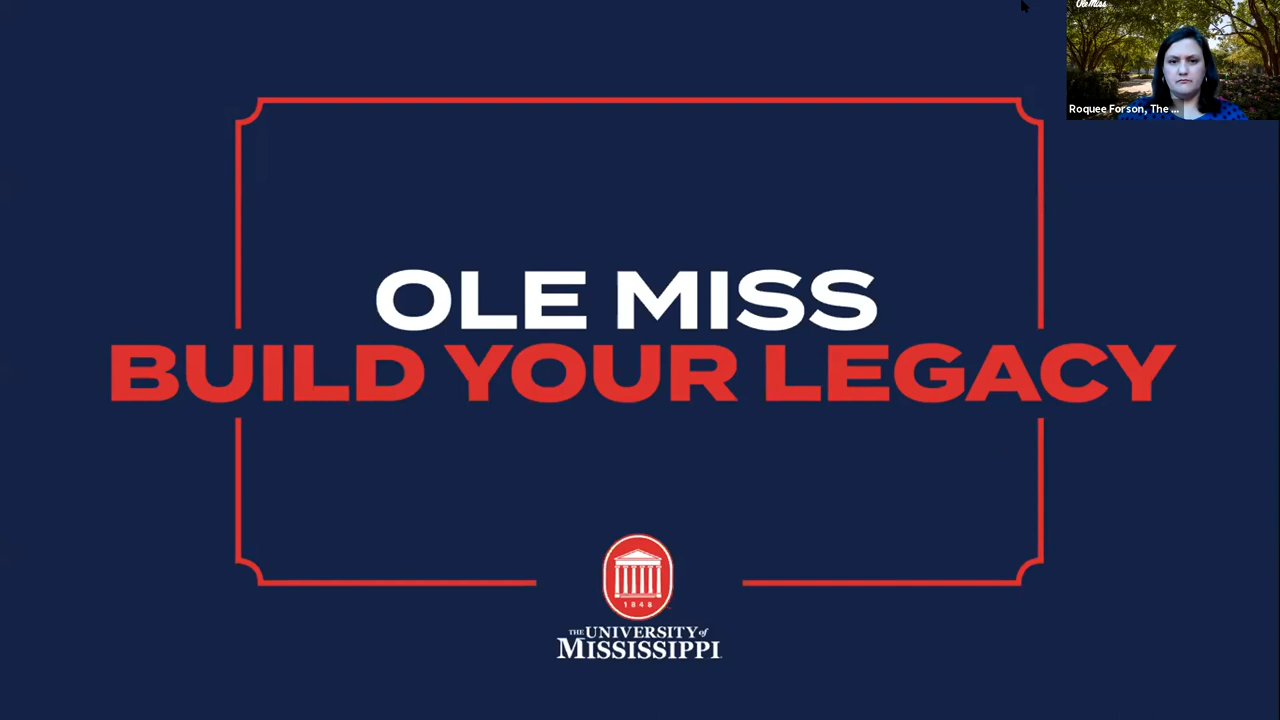 Ole Miss
Roquee Forson, The ...
OLE MISS
BUILD YOUR LEGACY
1848
THE UNIVERSITY of
MISSISSIPPI